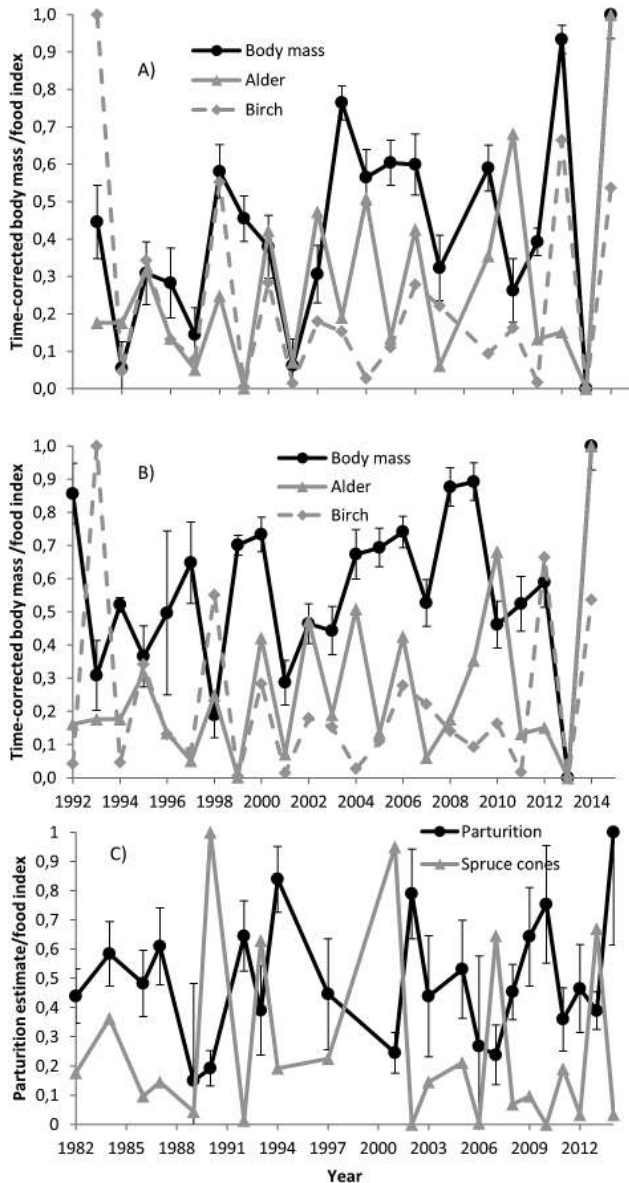 Time-corrected body mass /food index
1,0
0,9
0,8
0,7
0,6
0,5
0,4
0,3
0,2
0,1
0,0
A)
Body mass
Alder
Birch
Time-corrected body mass /food index
1,0
0,9
0,8
0,7
0,6
0,5
0,4
0,3
0,2
0,1
0,0
B)
Body mass
Alder
Birch
1992 1994 1996 1998 2000 2002 2004 2006 2008 2010 2012 2014
Parturition estimate/food index
1
0,9
0,8
0,7
0,6
0,5
0,4
0,3
0,2
0,1
0
C)
Parturition
Spruce cones
1982 1985 1988 1991 1994 1997 2000 2003 2006 2009 2012
Year